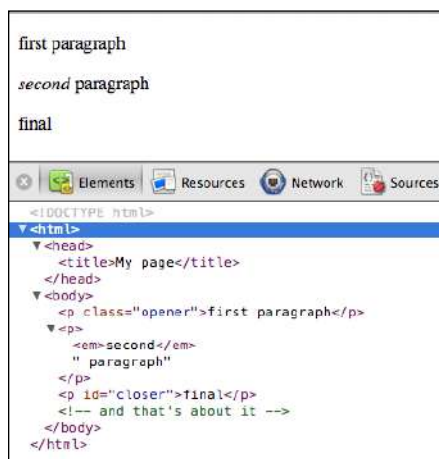 first paragraph
second paragraph
final
Elements Resources Network Sources
<!DOCTYPE html>
▼<html>
▼<head>
<title>My page</title>
</head>
▼<body>
<p class="opener">first paragraph</p>
▼<p>
<em>second</em>
" paragraph"
</p>
<p id="closer">final</p>
<!-- and that's about it -->
</body>
</html>